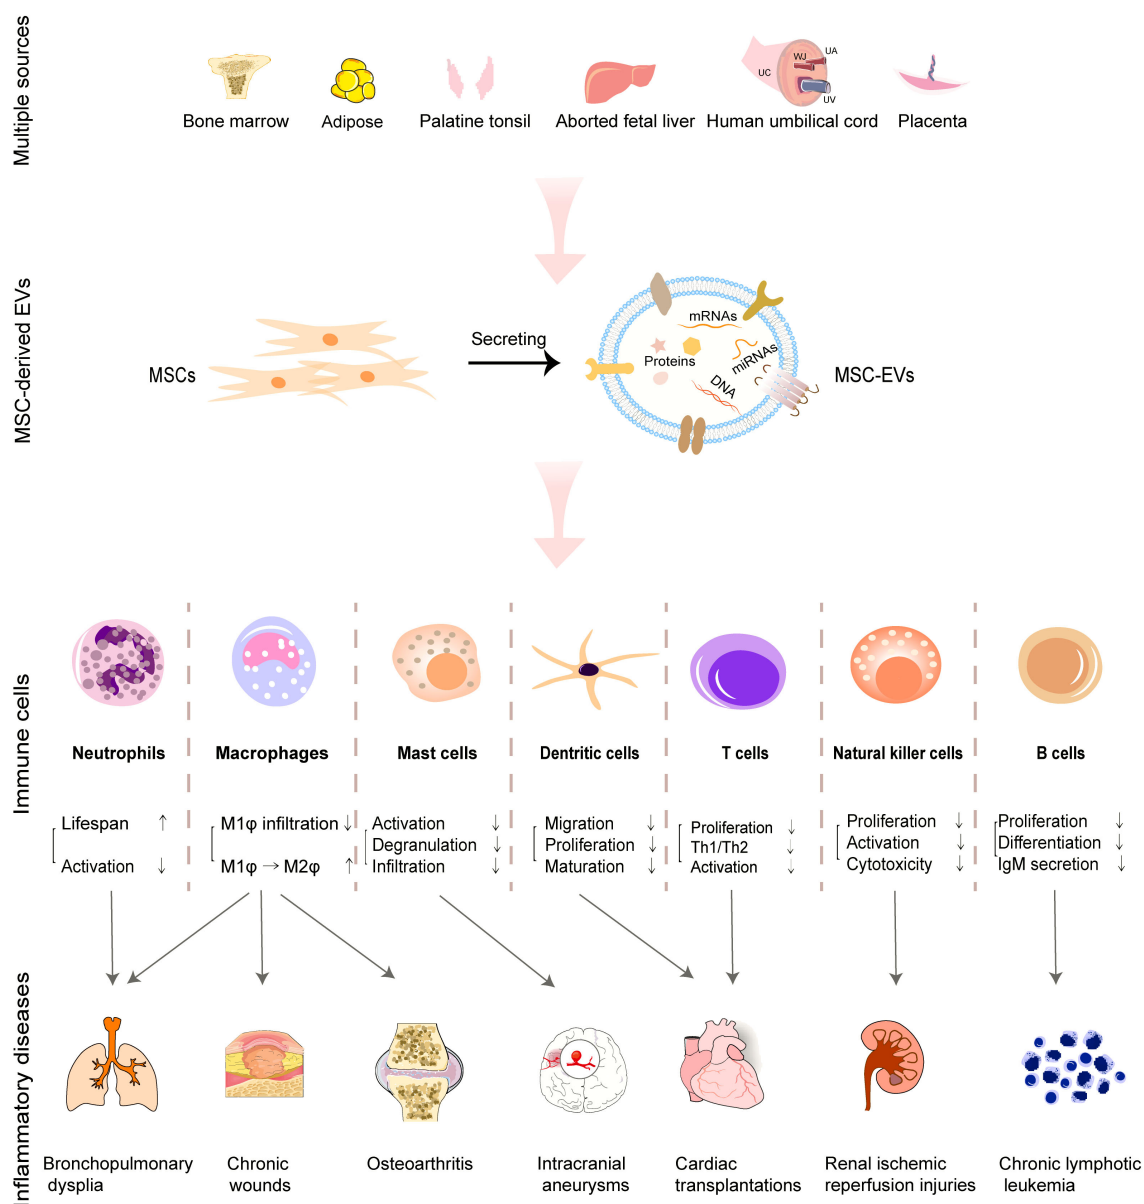 Multiple sources
Bone marrow
Adipose
Palatine tonsil
Aborted fetal liver
UC
WJ
UA
UV
Human umbilical cord
Placenta
MSC-derived EVs
MSCs
Secreting
mRNAs
Proteins
miRNAs
DNA
MSC-EVs
Immune cells
Neutrophils
Macrophages
Mast cells
Dentritic cells
T cells
Natural killer cells
B cells
Lifespan ↑
Activation ↓
M1φ infiltration ↓
M1φ → M2φ ↑
Activation ↓
Degranulation ↓
Infiltration ↓
Migration ↓
Proliferation ↓
Maturation ↓
Proliferation ↓
Th1/Th2 ↓
Activation ↓
Proliferation ↓
Activation ↓
Cytotoxicity ↓
Proliferation ↓
Differentiation ↓
IgM secretion ↓
Inflammatory diseases
Bronchopulmonary
dysplia
Chronic
wounds
Osteoarthritis
Intracranial
aneurysms
Cardiac
transplantations
Renal ischemic
reperfusion injuries
Chronic lymphotic
leukemia